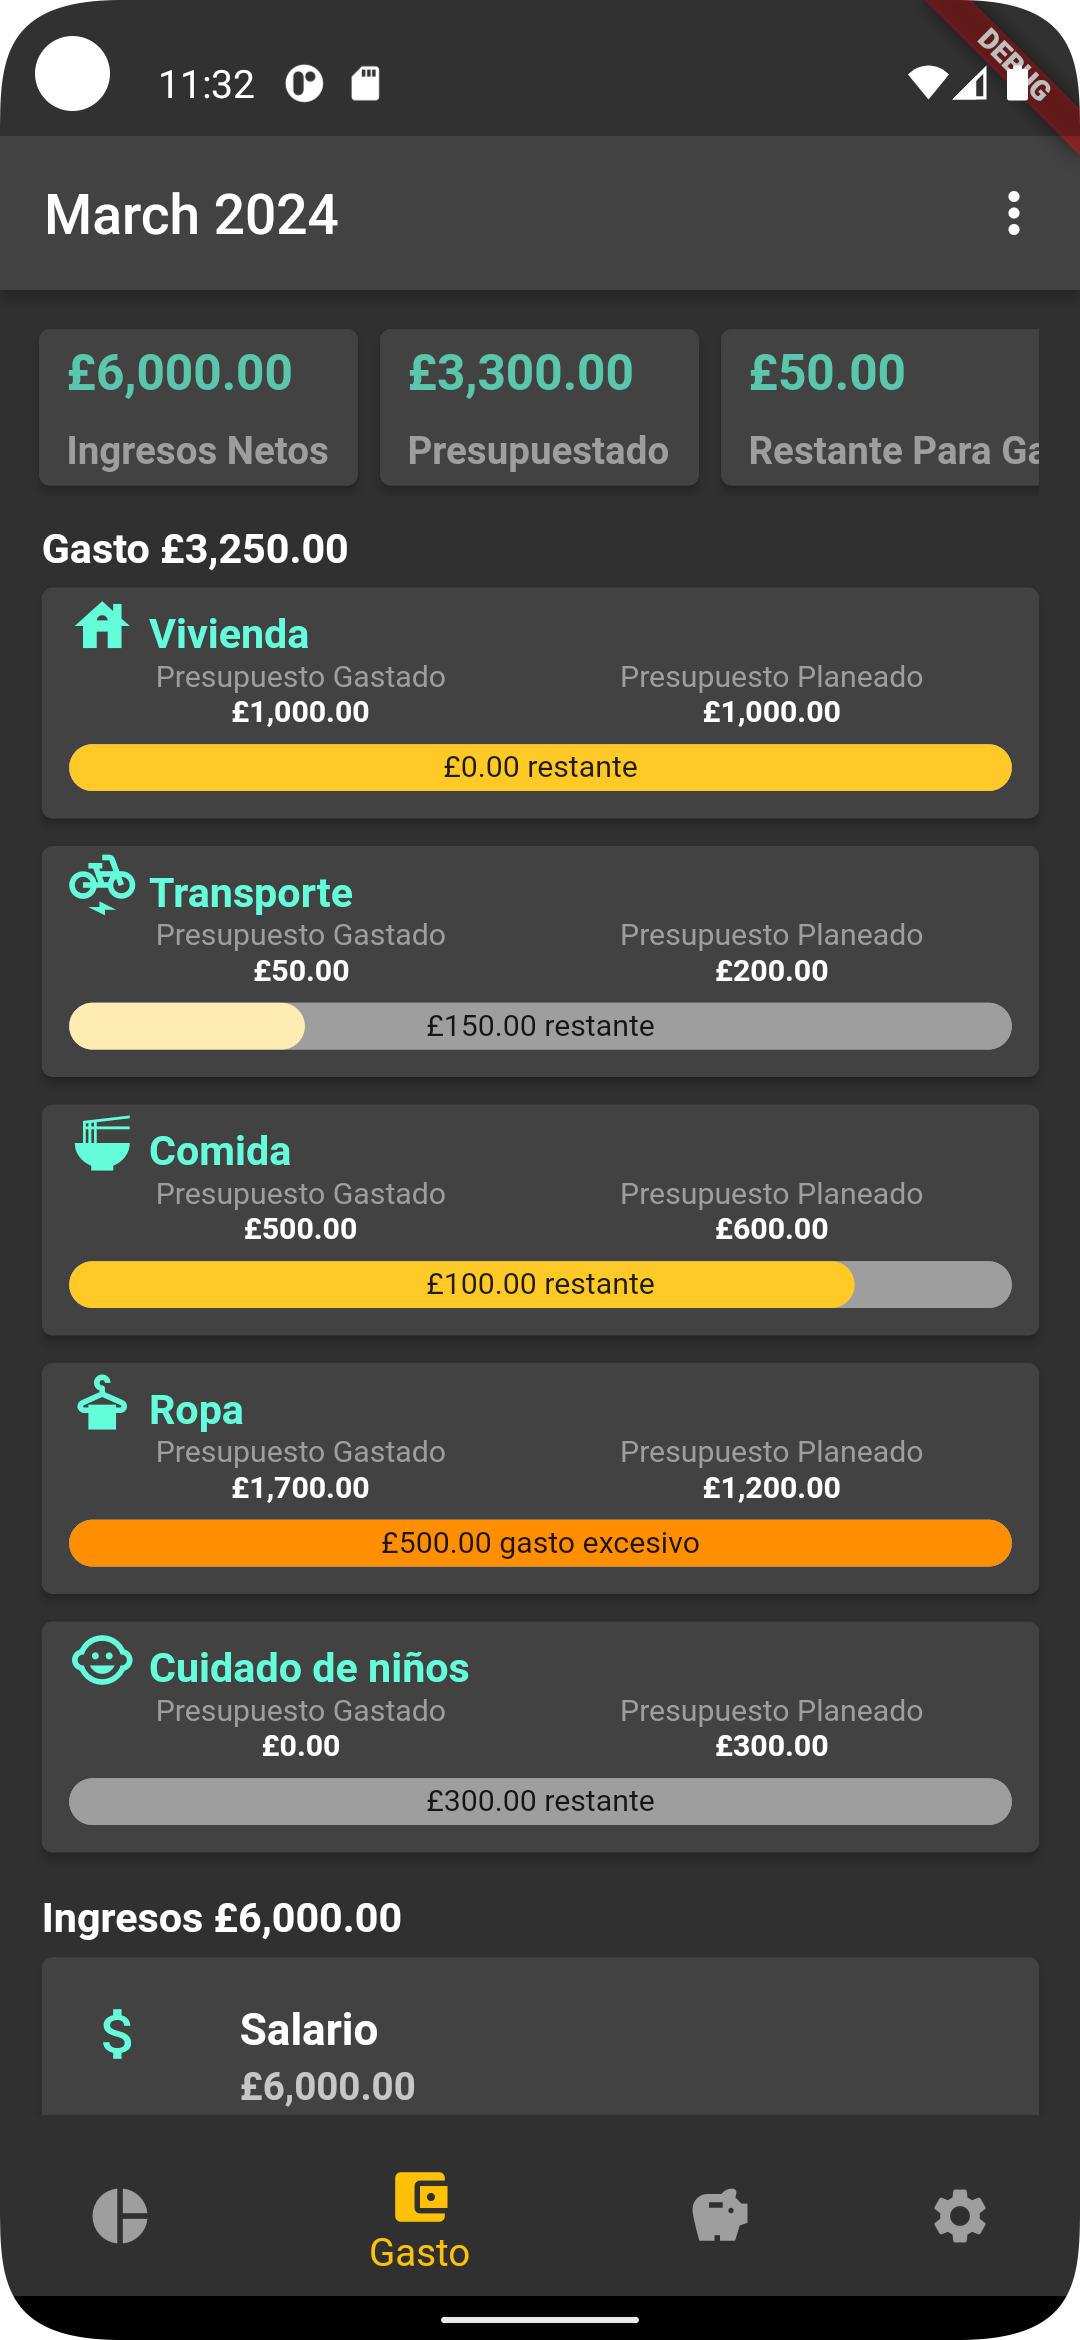 DEBUG
11:32
March 2024
£6,000.00
Ingresos Netos
£3,300.00
Presupuestado
£50.00
Restante Para Ga
Gasto £3,250.00
Vivienda
Presupuesto Gastado Presupuesto Planeado
£1,000.00 £1,000.00
£0.00 restante
Transporte
Presupuesto Gastado Presupuesto Planeado
£50.00 £200.00
£150.00 restante
Comida
Presupuesto Gastado Presupuesto Planeado
£500.00 £600.00
£100.00 restante
Ropa
Presupuesto Gastado Presupuesto Planeado
£1,700.00 £1,200.00
£500.00 gasto excesivo
Cuidado de niños
Presupuesto Gastado Presupuesto Planeado
£0.00 £300.00
£300.00 restante
Ingresos £6,000.00
Salario
£6,000.00
Gasto